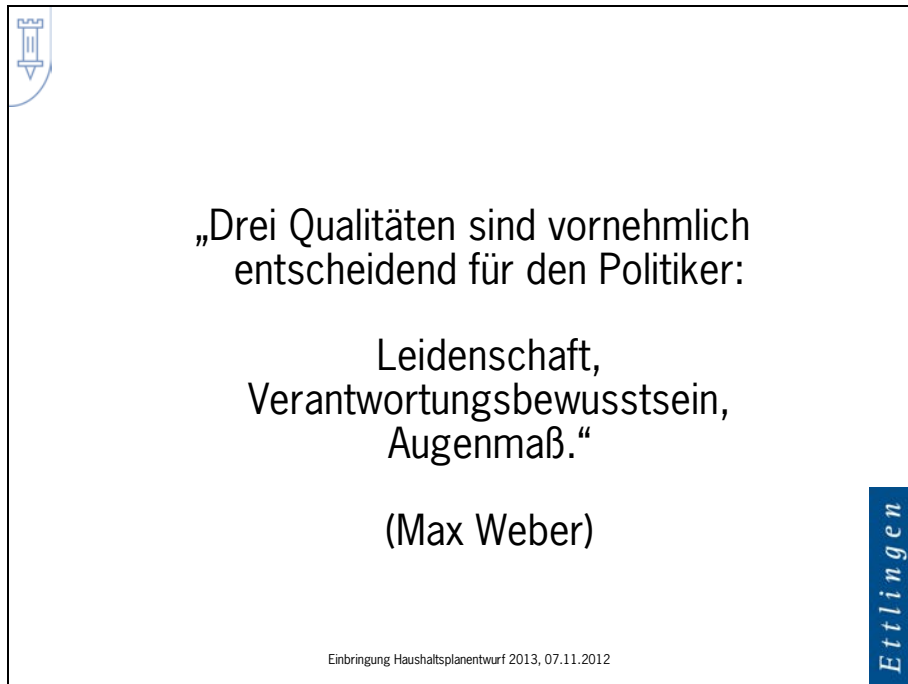 „Drei Qualitäten sind vornehmlich
entscheidend für den Politiker:
Leidenschaft,
Verantwortungsbewusstsein,
Augenmaß.“
(Max Weber)
Ettlingen
Einbringung Haushaltsplanentwurf 2013, 07.11.2012